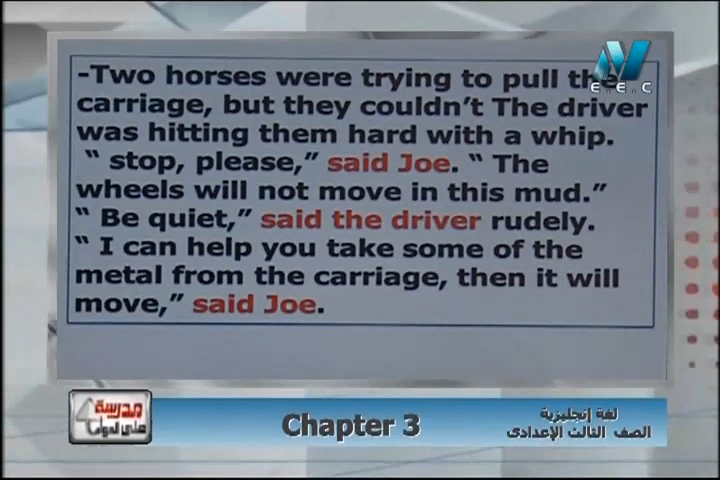 -Two horses were trying to pull the
carriage, but they couldn't The driver
was hitting them hard with a whip.
“ stop, please,” said Joe. “ The
wheels will not move in this mud.”
“ Be quiet,” said the driver rudely.
“ I can help you take some of the
metal from the carriage, then it will
move,” said Joe.
E.E.C
مدرسة
على الهواء
Chapter 3
لغة إنجليزية
الصف الثالث الإعدادى